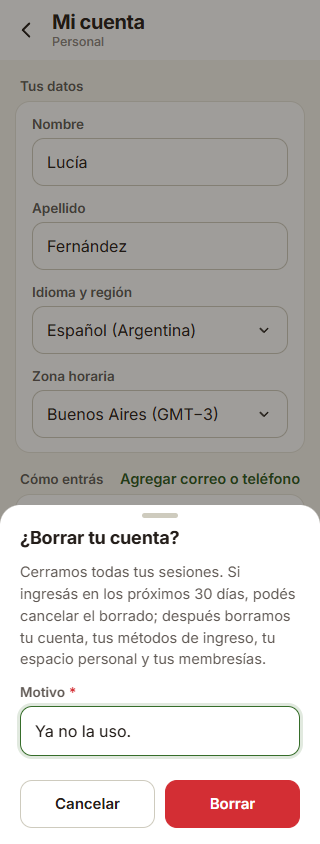 Mi cuenta
Personal
Tus datos
Nombre
Lucía
Apellido
Fernández
Idioma y región
Español (Argentina)
Zona horaria
Buenos Aires (GMT−3)
Cómo entrás Agregar correo o teléfono
¿Borrar tu cuenta?
Cerramos todas tus sesiones. Si
ingresás en los próximos 30 días, podés
cancelar el borrado; después borramos
tu cuenta, tus métodos de ingreso, tu
espacio personal y tus membresías.
Motivo *
Ya no la uso.
Cancelar Borrar